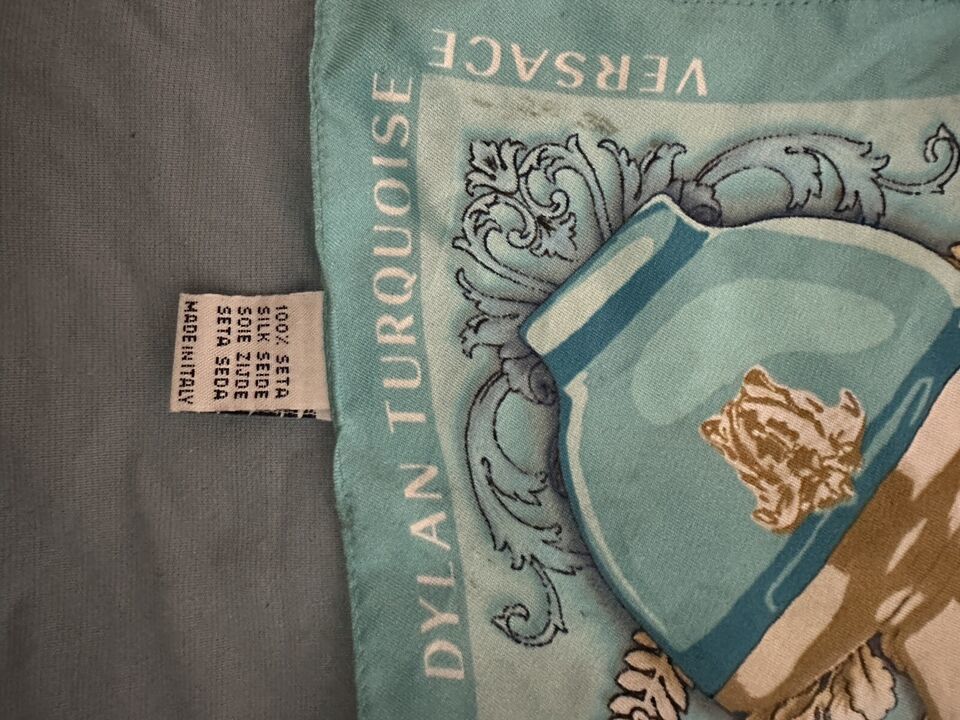 VERSACE
DYLAN TURQUOISE
100% SETA
SILK SEIDE
SOIE ZIJDE
SETA SEDA
MADE IN ITALY